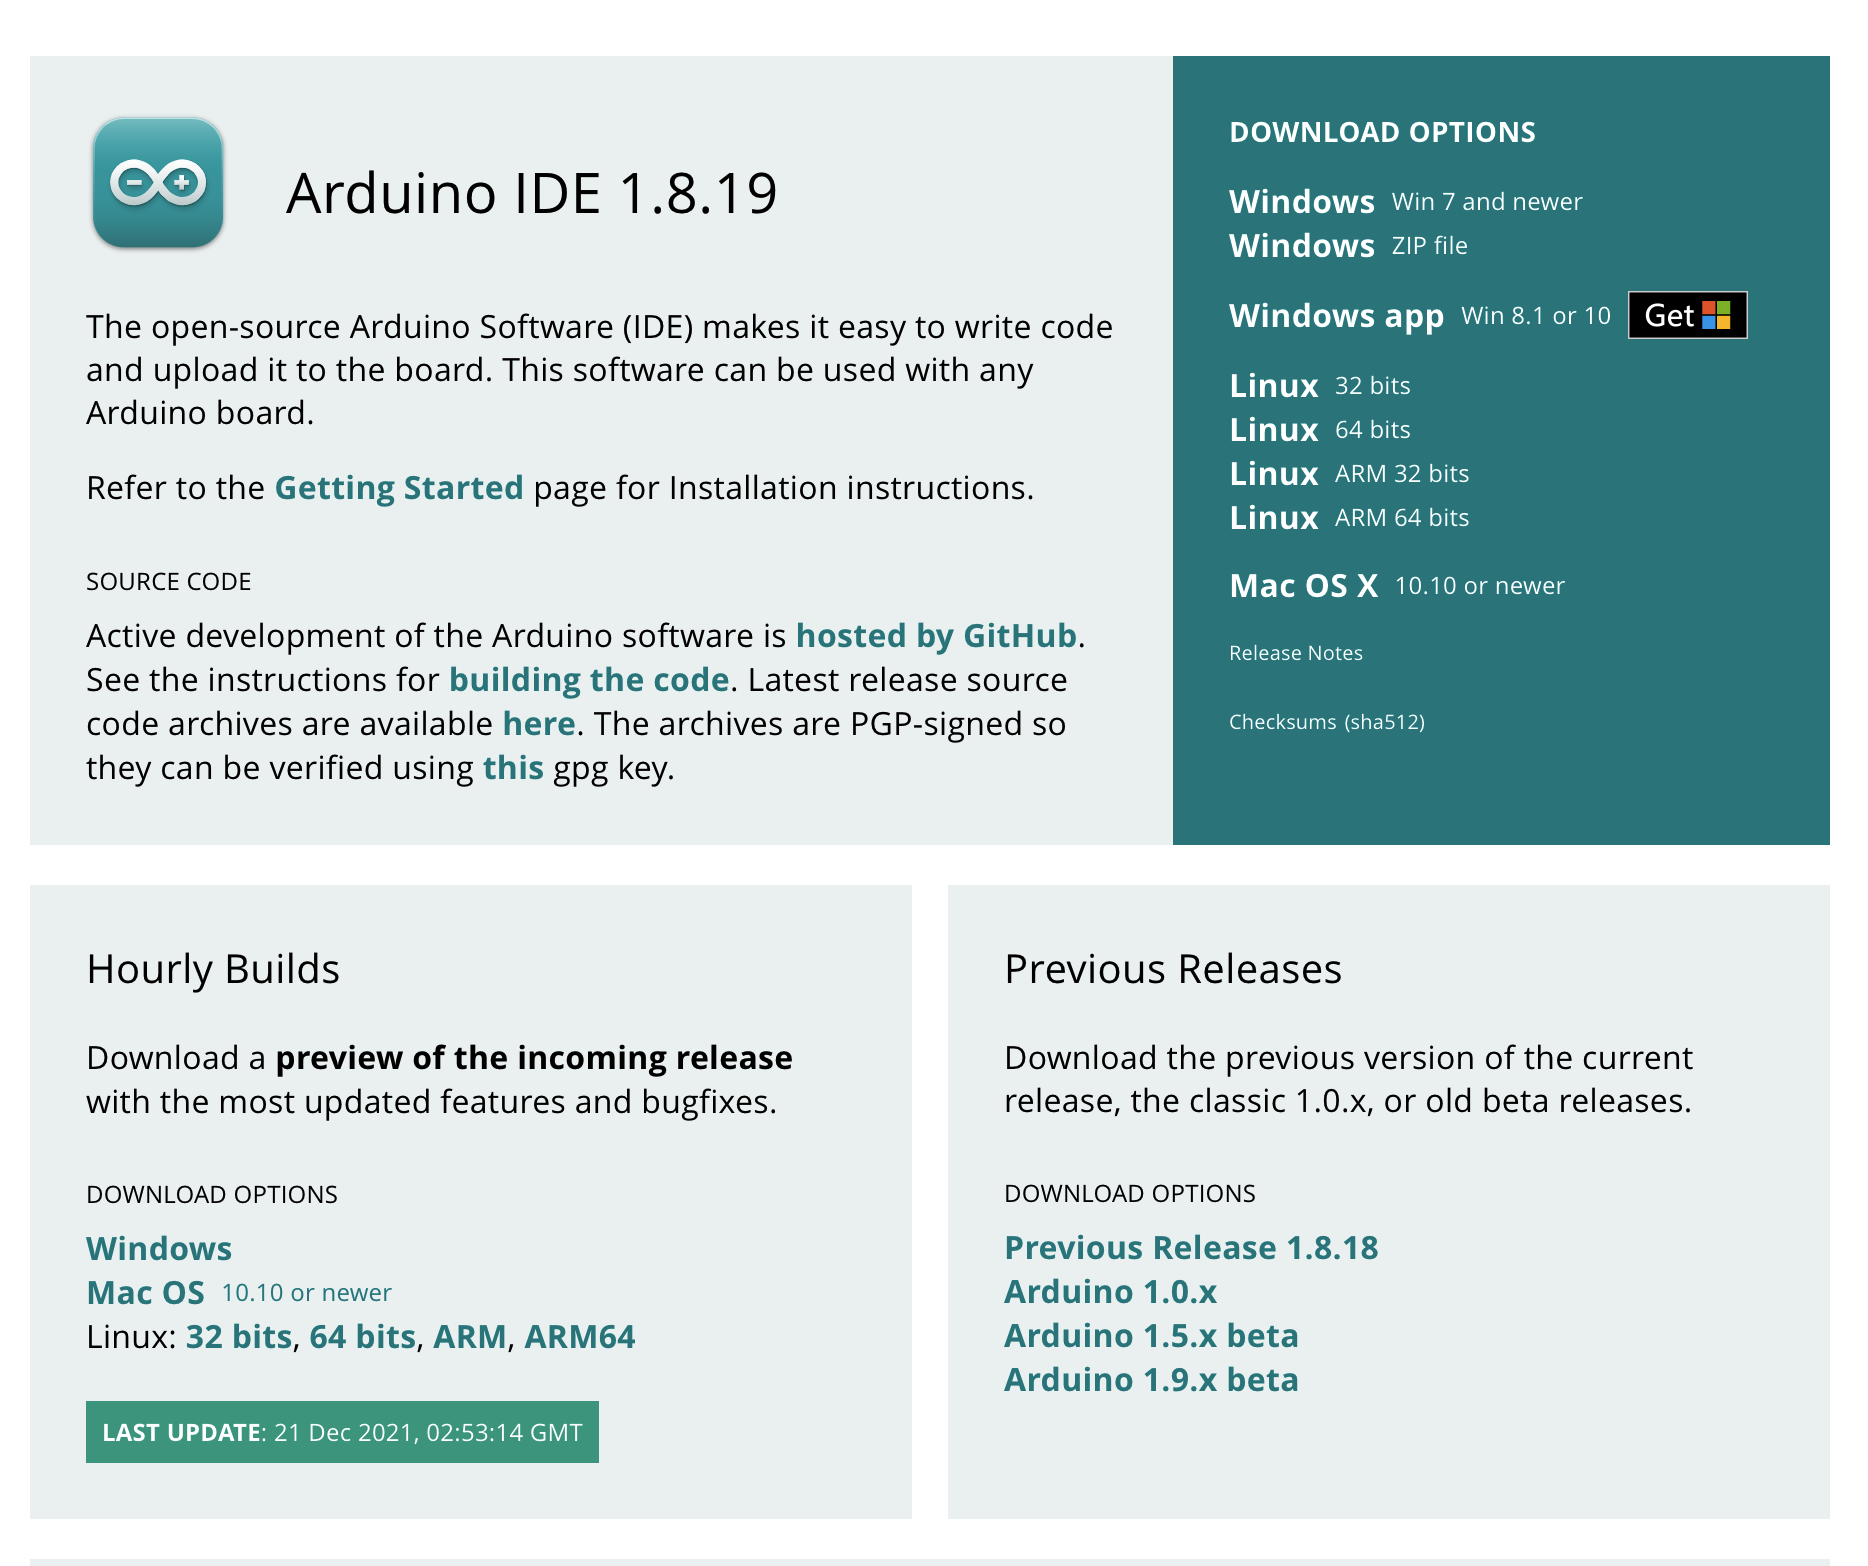 Arduino IDE 1.8.19
The open-source Arduino Software (IDE) makes it easy to write code
and upload it to the board. This software can be used with any
Arduino board.
Refer to the Getting Started page for Installation instructions.
SOURCE CODE
Active development of the Arduino software is hosted by GitHub.
See the instructions for building the code. Latest release source
code archives are available here. The archives are PGP-signed so
they can be verified using this gpg key.
DOWNLOAD OPTIONS
Windows Win 7 and newer
Windows ZIP file
Windows app Win 8.1 or 10 Get
Linux 32 bits
Linux 64 bits
Linux ARM 32 bits
Linux ARM 64 bits
Mac OS X 10.10 or newer
Release Notes
Checksums (sha512)
Hourly Builds
Download a preview of the incoming release
with the most updated features and bugfixes.
DOWNLOAD OPTIONS
Windows
Mac OS 10.10 or newer
Linux: 32 bits, 64 bits, ARM, ARM64
LAST UPDATE: 21 Dec 2021, 02:53:14 GMT
Previous Releases
Download the previous version of the current
release, the classic 1.0.x, or old beta releases.
DOWNLOAD OPTIONS
Previous Release 1.8.18
Arduino 1.0.x
Arduino 1.5.x beta
Arduino 1.9.x beta